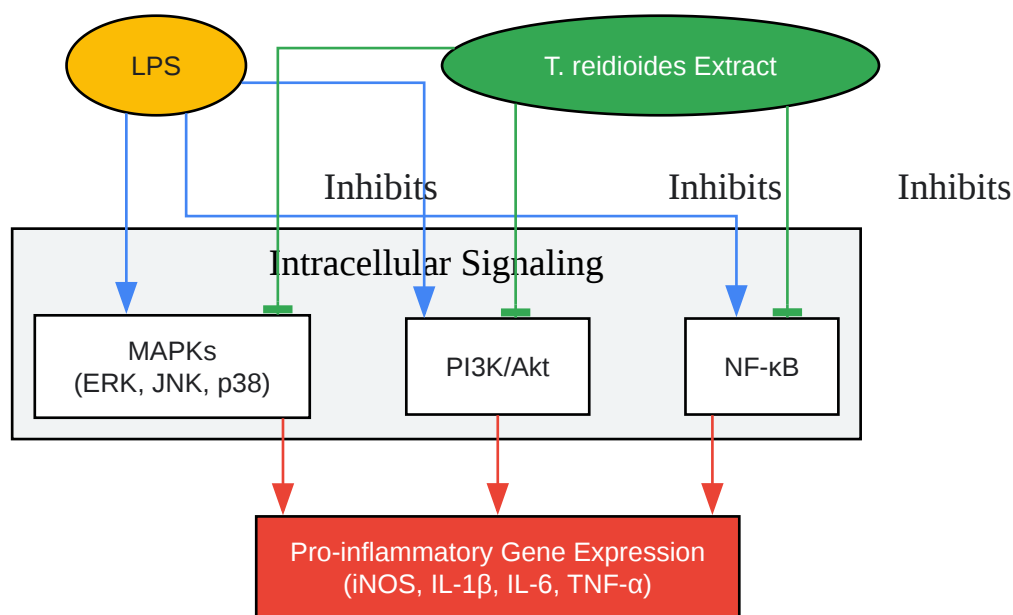 LPS
T. reidioides Extract
Inhibits
Inhibits
Inhibits
Intracellular Signaling
MAPKs
(ERK, JNK, p38)
PI3K/Akt
NF-κB
Pro-inflammatory Gene Expression
(iNOS, IL-1β, IL-6, TNF-α)